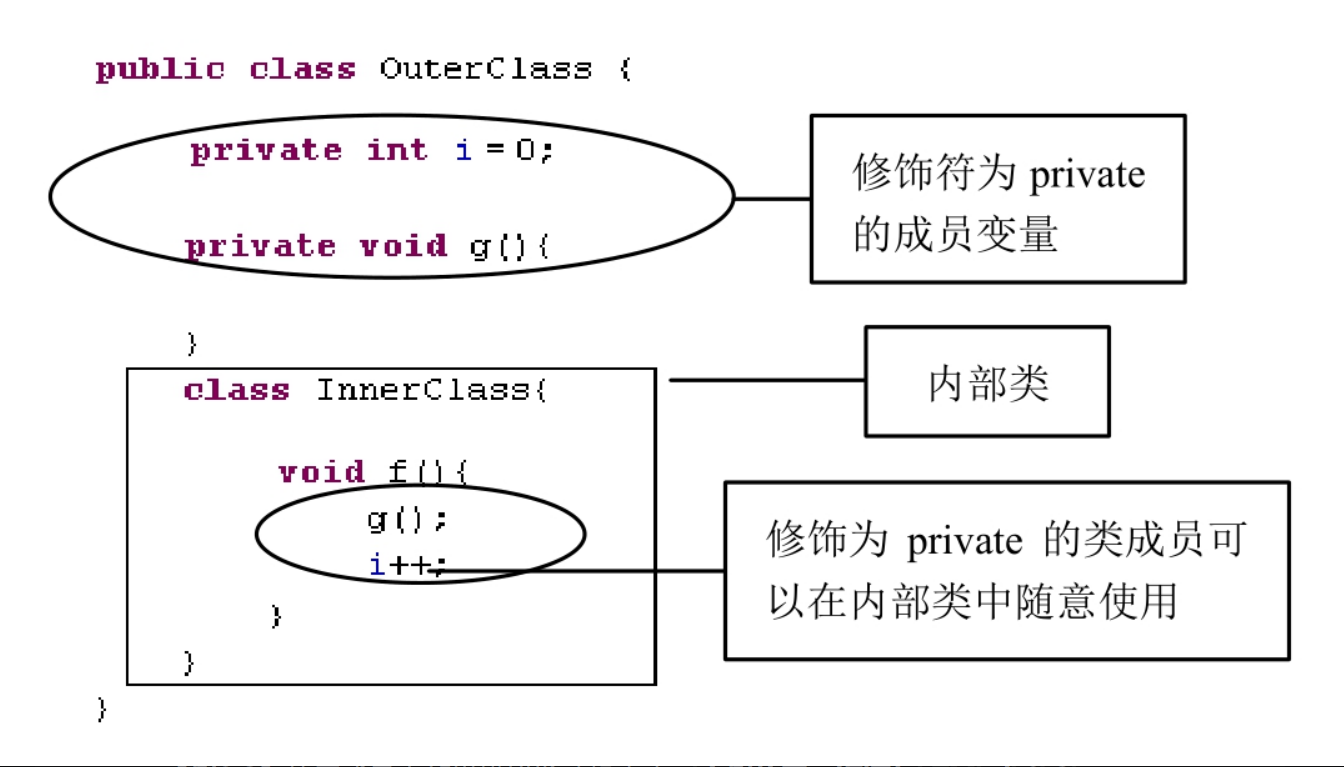 public class OuterClass {
private int i=0;
修饰符为 private
的成员变量
private void g(){
}
class InnerClass{
内部类
void f(){
g();
i++;
修饰为 private 的类成员可
以在内部类中随意使用
}
}
}